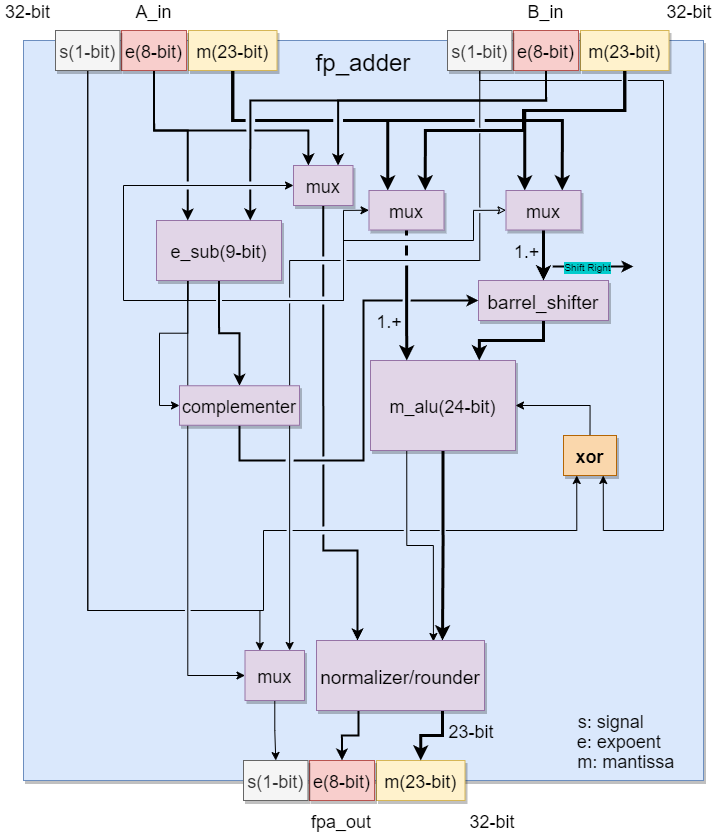 32-bit A_in B_in 32-bit
s(1-bit) e(8-bit) m(23-bit) s(1-bit) e(8-bit) m(23-bit)
fp_adder
mux
mux mux
e_sub(9-bit) 1.+
Shift Right
barrel_shifter
1.+
complementer m_alu(24-bit)
xor
mux normalizer/rounder
s: signal
23-bit
e: expoent
m: mantissa
s(1-bit) e(8-bit) m(23-bit)
fpa_out 32-bit